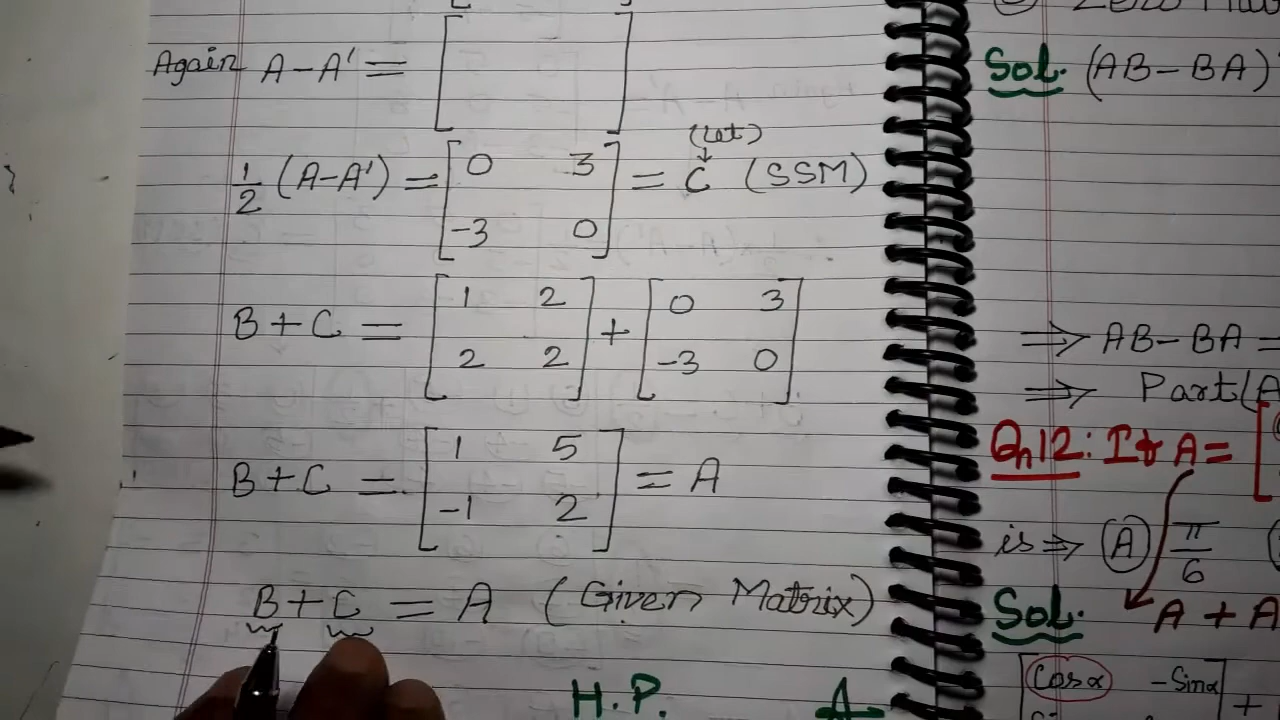 Again A-A' = [ ]
(let)
↓
1/2 (A-A') = [0 3
-3 0] = C (SSM)
B+C = [1 2
2 2] + [0 3
-3 0]
B+C = [1 5
-1 2] = A
B+C = A (Given Matrix)
H.P.
Sol. (AB-BA)
⇒ AB-BA =
⇒ Part(A
Qn12: If A = [
is ⇒ (A) π/6
Sol. A + A
[Cosα -Sinα] +